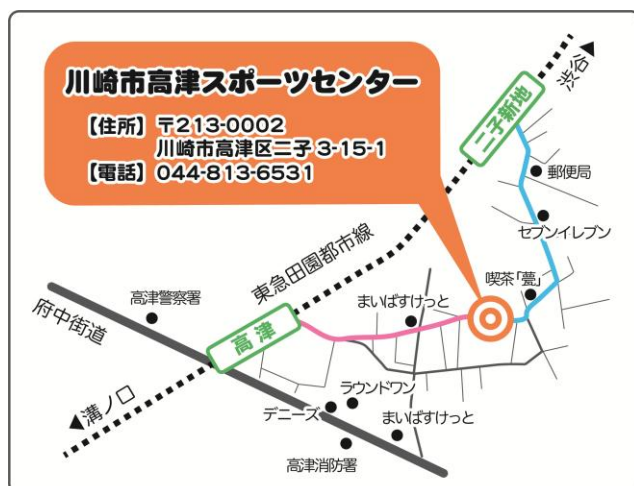 川崎市高津スポーツセンター
【住所】〒213-0002
川崎市高津区二子3-15-1
【電話】044-813-6531
▲渋谷
二子新地
郵便局
セブンイレブン
喫茶「甍」
東急田園都市線
まいばすけっと
高津警察署
府中街道
高津
▲溝ノ口
ラウンドワン
デニーズ
まいばすけっと
高津消防署